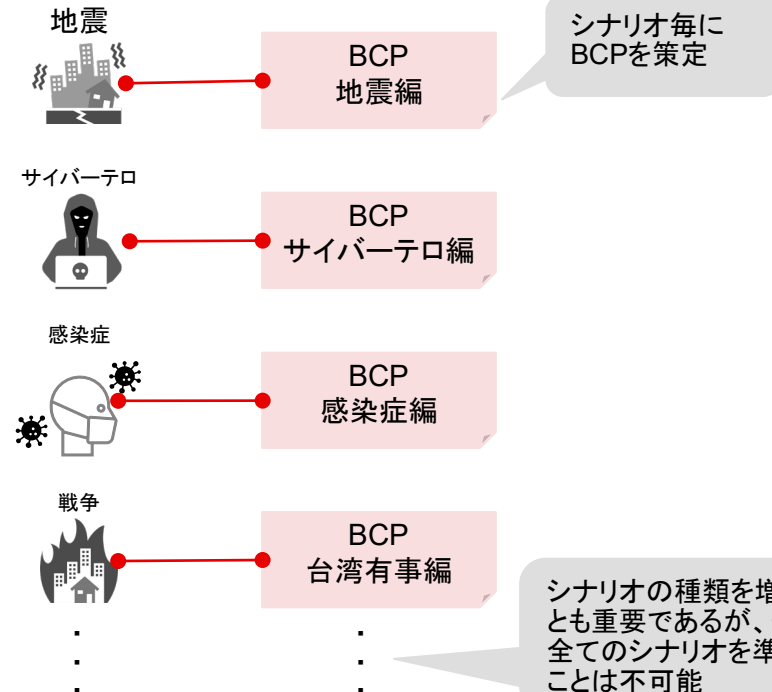 地震
BCP
地震編
シナリオ毎に
BCPを策定
サイバーテロ
BCP
サイバーテロ編
感染症
BCP
感染症編
戦争
BCP
台湾有事編
シナリオの種類を増
とも重要であるが、
全てのシナリオを準
ことは不可能